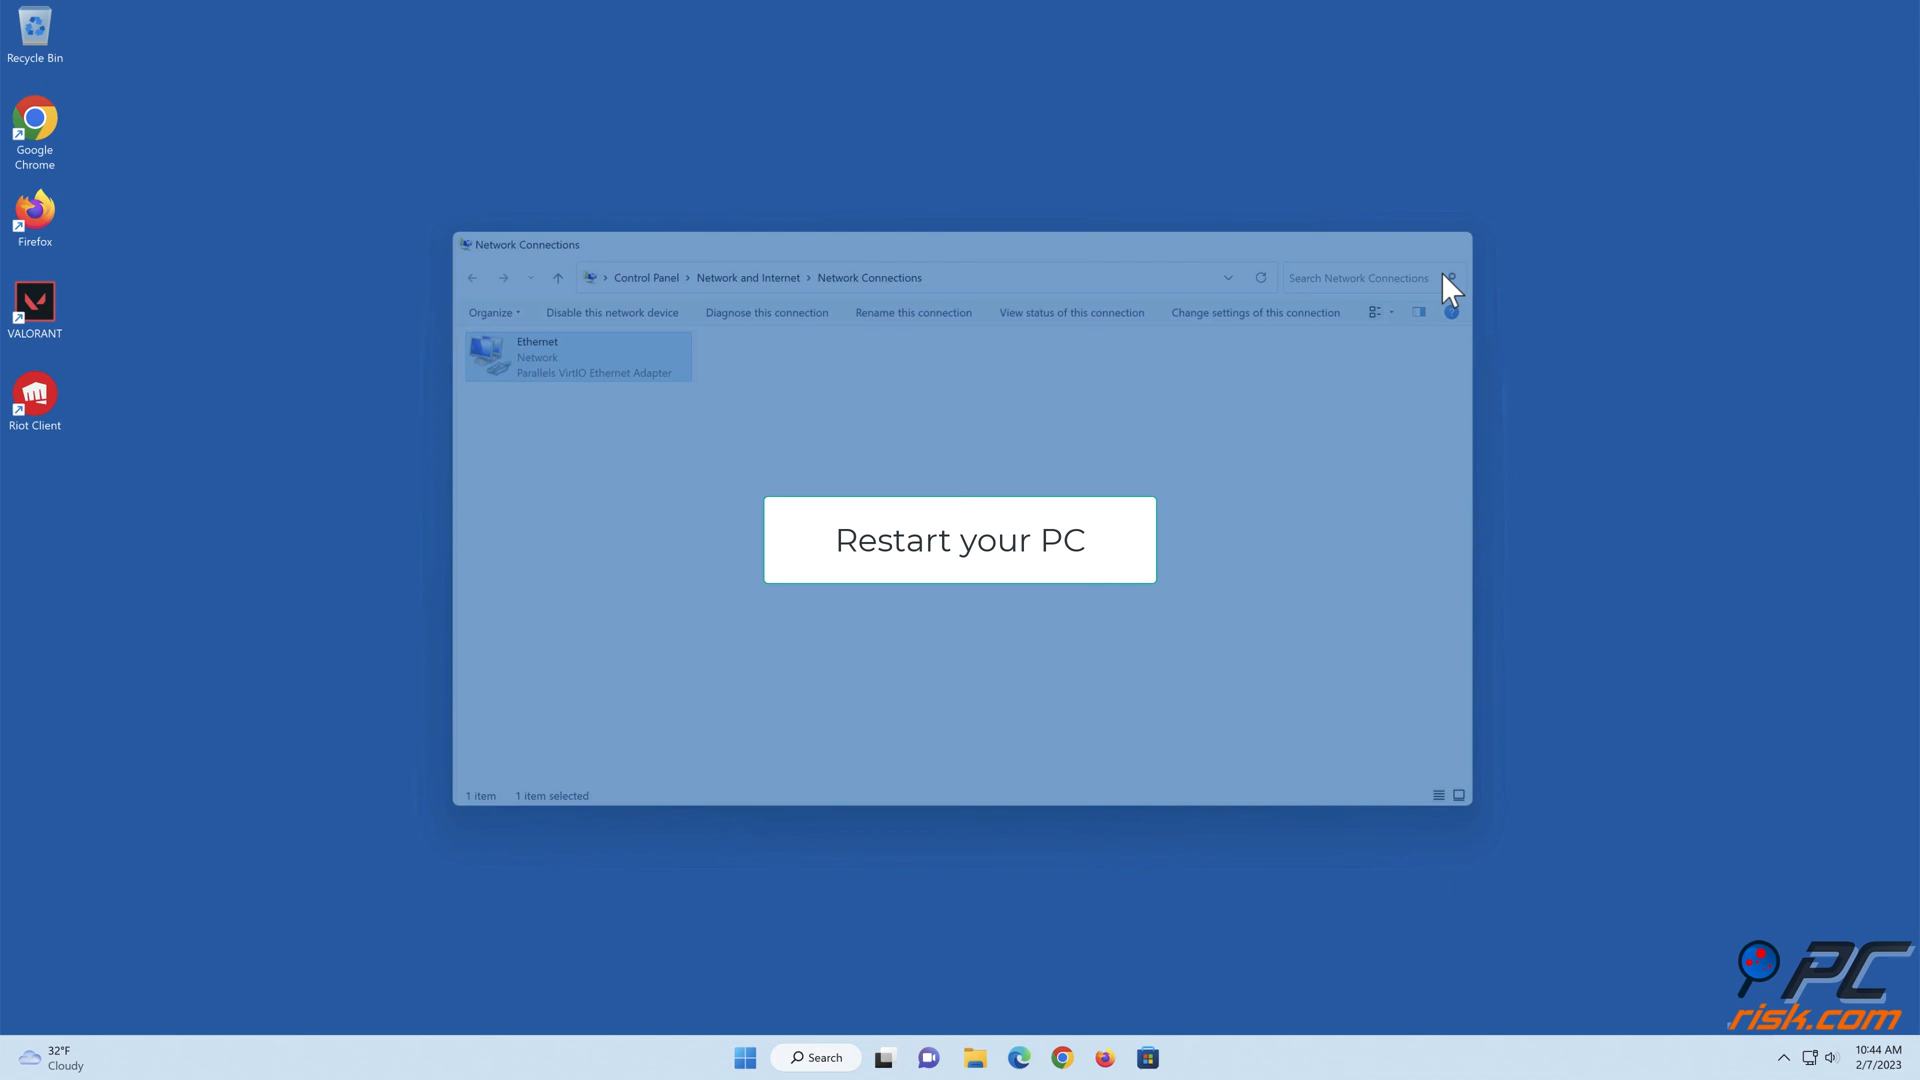 Recycle Bin
Google
Chrome
Firefox
VALORANT
Riot Client
Network Connections
Control Panel > Network and Internet > Network Connections
Search Network Connections
Organize
Disable this network device
Diagnose this connection
Rename this connection
View status of this connection
Change settings of this connection
Ethernet
Network
Parallels VirtIO Ethernet Adapter
Restart your PC
1 item
1 item selected
PC
risk.com
32°F
Cloudy
Search
10:44 AM
2/7/2023